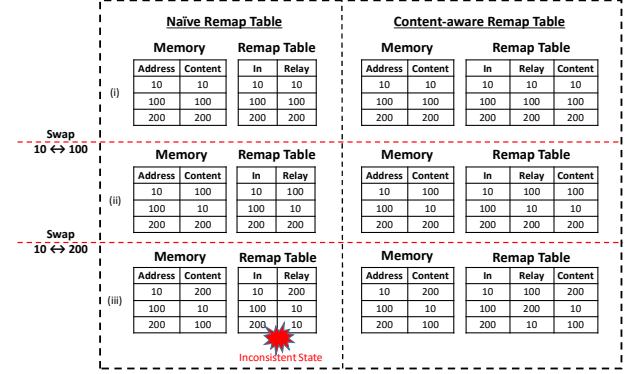 Naïve Remap Table Content-aware Remap Table
Memory Remap Table Memory Remap Table
Address Content In Relay Address Content In Relay Content
(i)
10 10 10 10 10 10 10 10 10
100 100 100 100 100 100 100 100 100
200 200 200 200 200 200 200 200 200
Swap
10 ↔ 100
Memory Remap Table Memory Remap Table
Address Content In Relay Address Content In Relay Content
10 100 10 100 10 100 10 100 100
(ii)
100 10 100 10 100 10 100 10 10
200 200 200 200 200 200 200 200 200
Swap
10 ↔ 200
Memory Remap Table Memory Remap Table
Address Content In Relay Address Content In Relay Content
10 200 10 200 10 200 10 100 200
(iii)
100 10 100 10 100 10 100 200 10
200 100 200 10 200 100 200 10 100
Inconsistent State